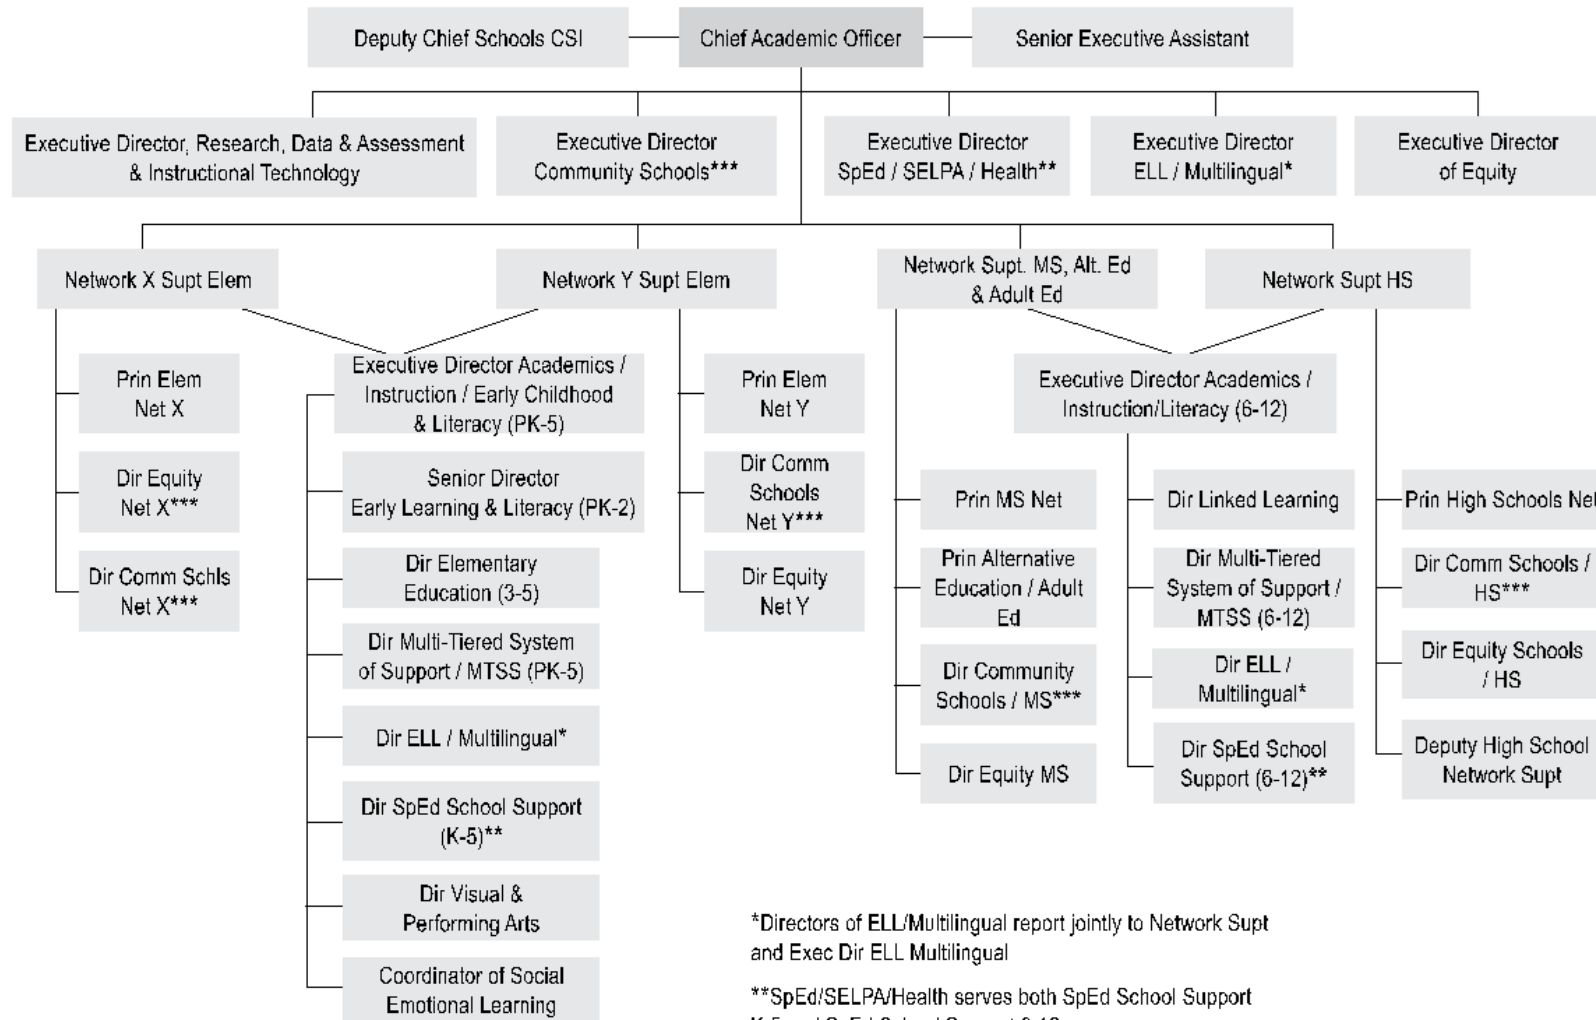 Deputy Chief Schools CSI
Chief Academic Officer
Senior Executive Assistant
Executive Director, Research, Data & Assessment
& Instructional Technology
Executive Director
Community Schools***
Executive Director
SpEd / SELPA / Health**
Executive Director
ELL / Multilingual*
Executive Director
of Equity
Network X Supt Elem
Network Y Supt Elem
Network Supt. MS, Alt. Ed
& Adult Ed
Network Supt HS
Prin Elem
Net X
Dir Equity
Net X***
Dir Comm Schls
Net X***
Executive Director Academics /
Instruction / Early Childhood
& Literacy (PK-5)
Senior Director
Early Learning & Literacy (PK-2)
Dir Elementary
Education (3-5)
Dir Multi-Tiered System
of Support / MTSS (PK-5)
Dir ELL / Multilingual*
Dir SpEd School Support
(K-5)**
Dir Visual &
Performing Arts
Coordinator of Social
Emotional Learning
Prin Elem
Net Y
Dir Comm
Schools
Net Y***
Dir Equity
Net Y
Prin MS Net
Prin Alternative
Education / Adult
Ed
Dir Community
Schools / MS***
Dir Equity MS
Executive Director Academics /
Instruction/Literacy (6-12)
Dir Linked Learning
Dir Multi-Tiered
System of Support /
MTSS (6-12)
Dir ELL /
Multilingual*
Dir SpEd School
Support (6-12)**
Prin High Schools Net
Dir Comm Schools /
HS***
Dir Equity Schools
/ HS
Deputy High School
Network Supt
*Directors of ELL/Multilingual report jointly to Network Supt
and Exec Dir ELL Multilingual
**SpEd/SELPA/Health serves both SpEd School Support